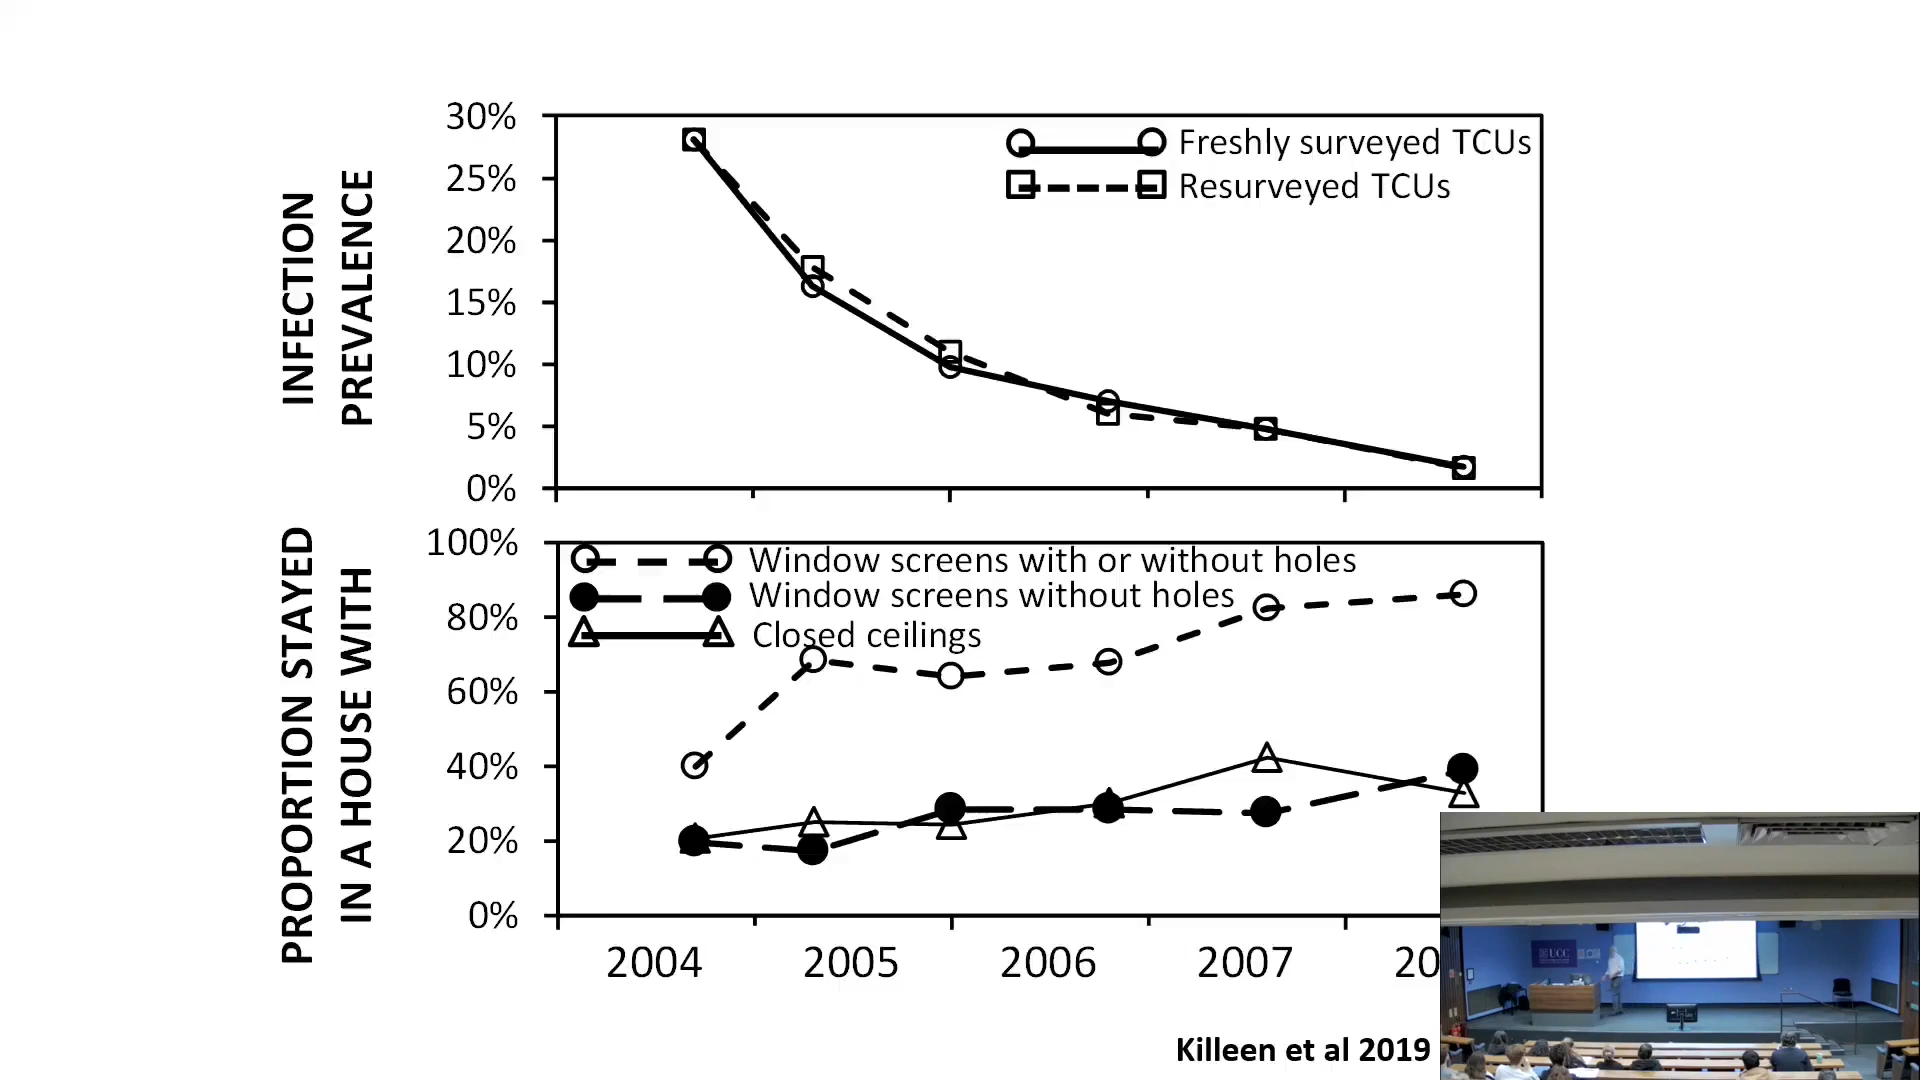 INFECTION
PREVALENCE
30%
25%
20%
15%
10%
5%
0%
Freshly surveyed TCUs
Resurveyed TCUs
PROPORTION STAYED
IN A HOUSE WITH
100%
80%
60%
40%
20%
0%
Window screens with or without holes
Window screens without holes
Closed ceilings
2004 2005 2006 2007 20
Killeen et al 2019
UCC